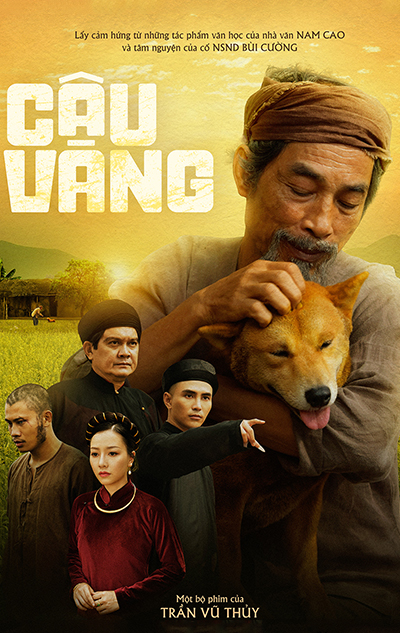 Lấy cảm hứng từ những tác phẩm văn học của nhà văn NAM CAO
và tâm nguyện của cố NSND BÙI CƯỜNG
CẬU
VÀNG
Một bộ phim của
TRẦN VŨ THỦY